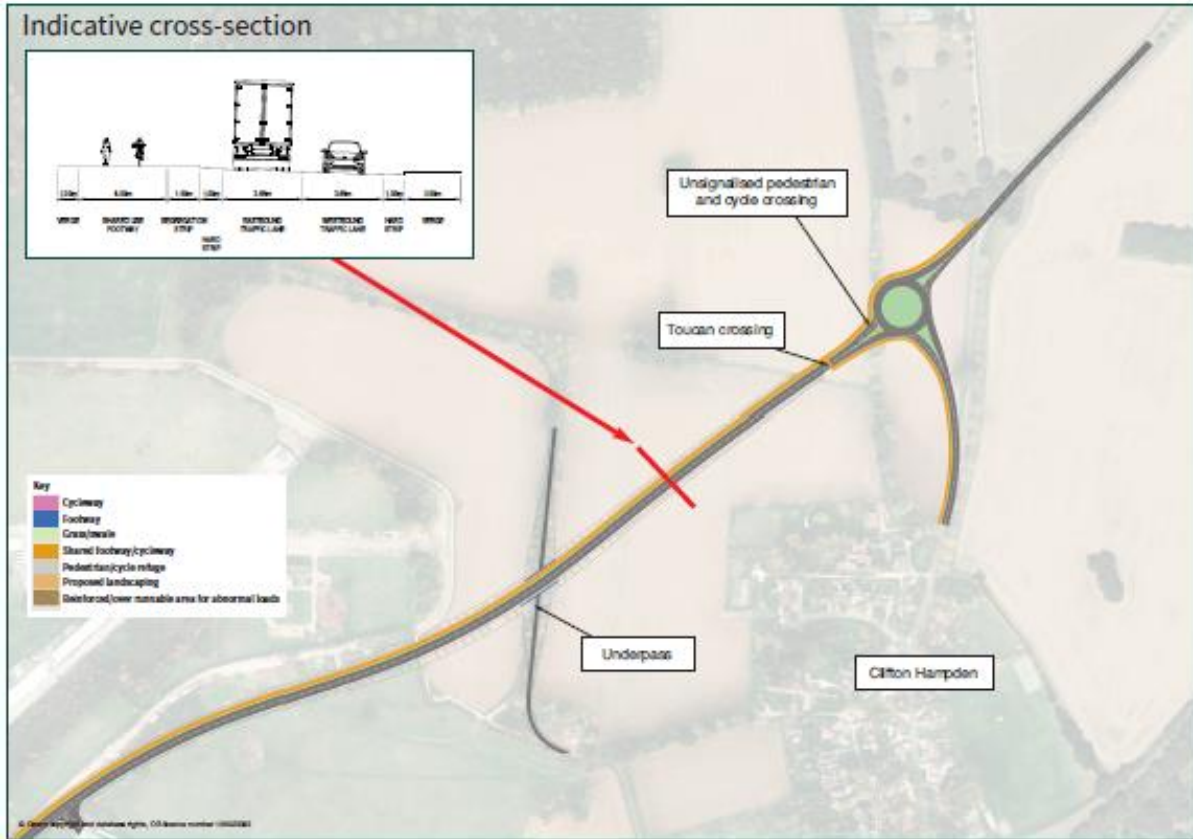 Indicative cross-section
VERGE
SHARED USE
FOOTWAY
SEGREGATION
STRIP
HARD
STRIP
EASTBOUND
TRAFFIC LANE
WESTBOUND
TRAFFIC LANE
HARD
STRIP
VERGE
Unsignalised pedestrian
and cycle crossing
Toucan crossing
Key
Cycleway
Footway
Grass/swale
Shared footway/cycleway
Pedestrian/cycle refuge
Proposed landscaping
Reinforced/over runnable area for abnormal loads
Underpass
Clifton Hampden